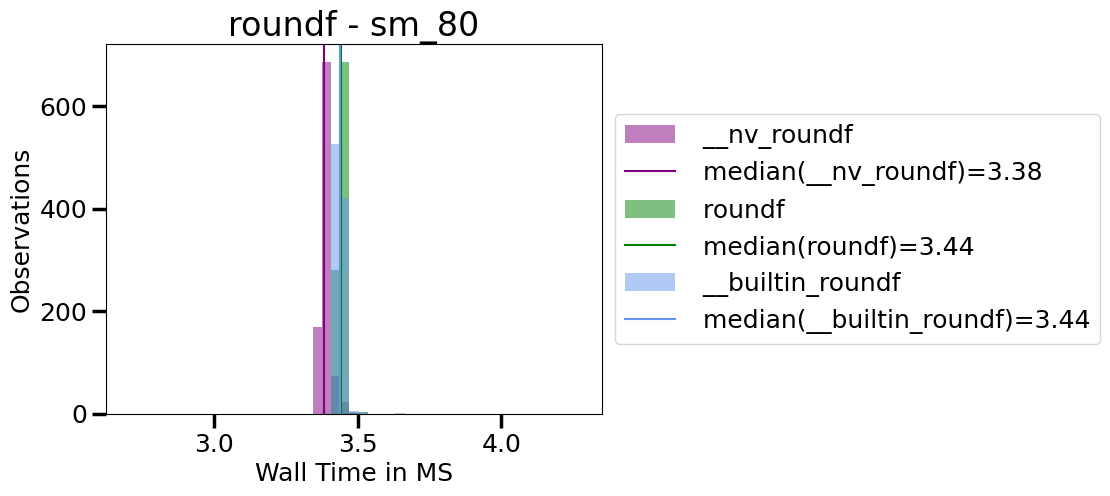 roundf - sm_80
Observations
600
400
200
0
3.0
3.5
4.0
Wall Time in MS
__nv_roundf
median(__nv_roundf)=3.38
roundf
median(roundf)=3.44
__builtin_roundf
median(__builtin_roundf)=3.44